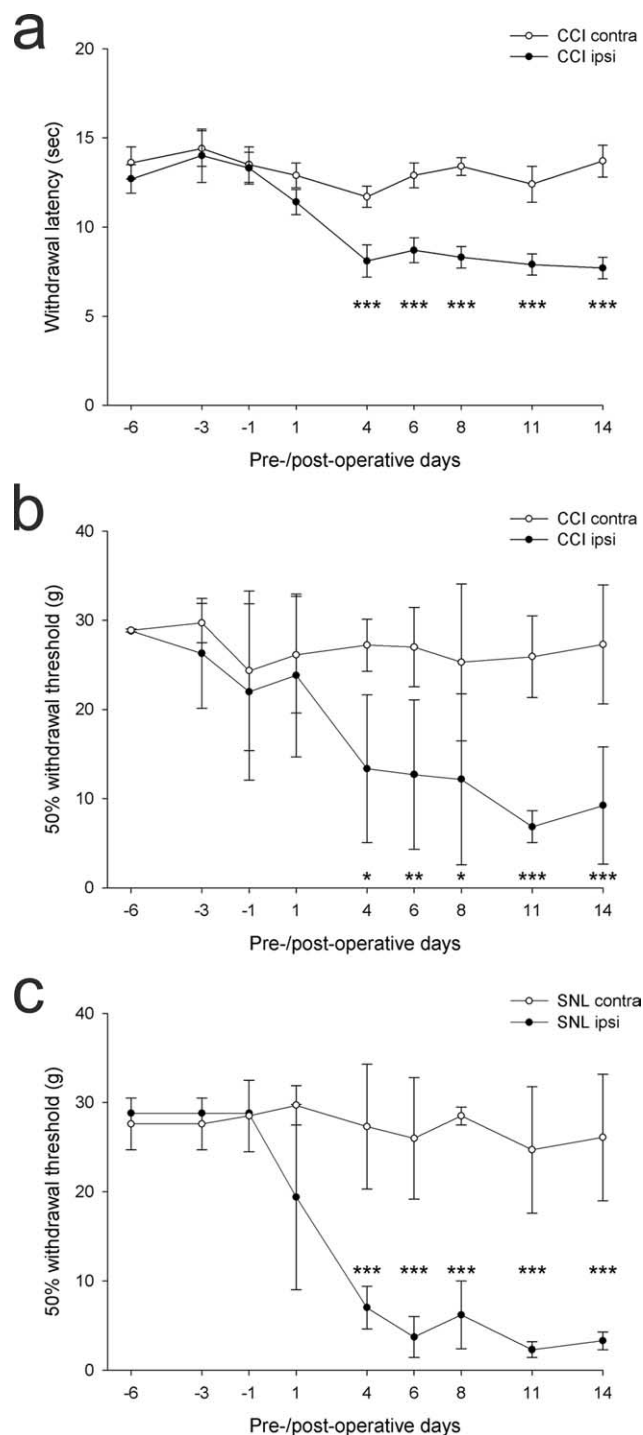 a
CCI contra
CCI ipsi
Withdrawal latency (sec)
20
15
10
5
0
*** *** *** *** ***
-6 -3 -1 1 4 6 8 11 14
Pre-/post-operative days
b
CCI contra
CCI ipsi
50% withdrawal threshold (g)
40
30
20
10
0
* ** * *** ***
-6 -3 -1 1 4 6 8 11 14
Pre-/post-operative days
c
SNL contra
SNL ipsi
50% withdrawal threshold (g)
40
30
20
10
0
*** *** *** *** ***
-6 -3 -1 1 4 6 8 11 14
Pre-/post-operative days